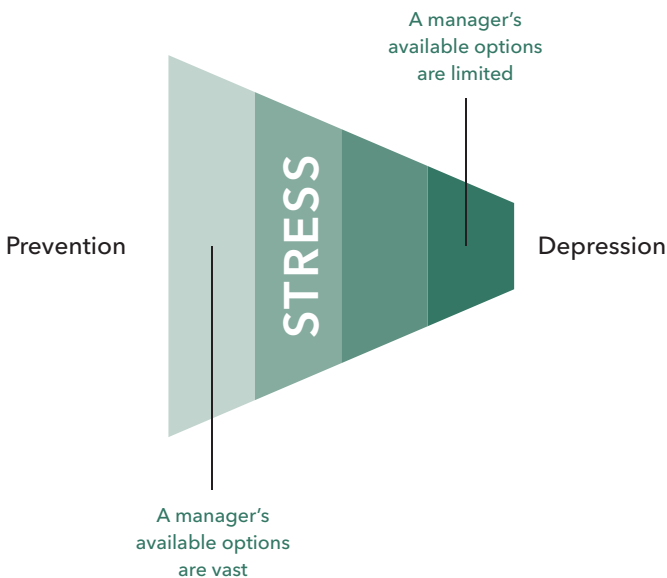 A manager's
available options
are limited
STRESS
Prevention
Depression
A manager's
available options
are vast